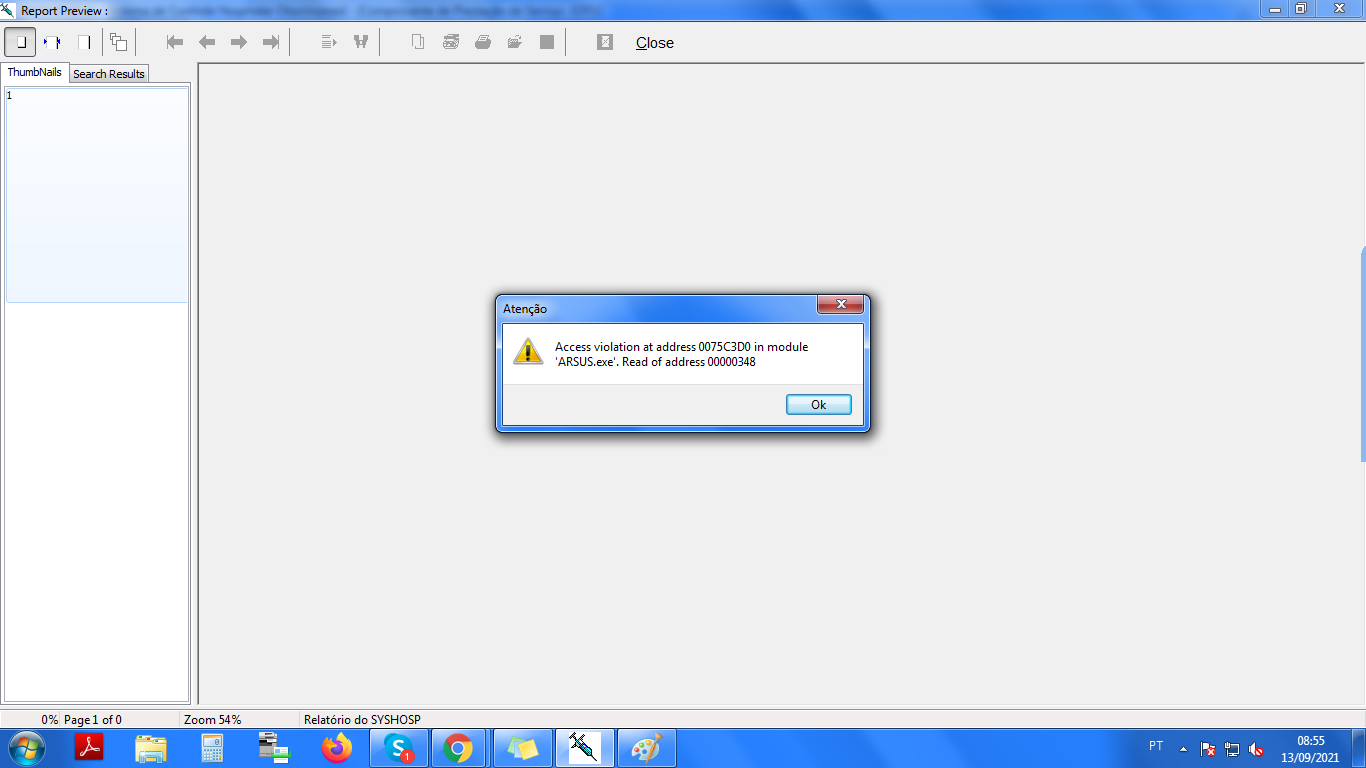 Report Preview :
Close
ThumbNails
Search Results
1
Atenção
Access violation at address 0075C3D0 in module
'ARSUS.exe'. Read of address 00000348
Ok
0%
Page 1 of 0
Zoom 54%
Relatório do SYSHOSP
S
1
PT
08:55
13/09/2021